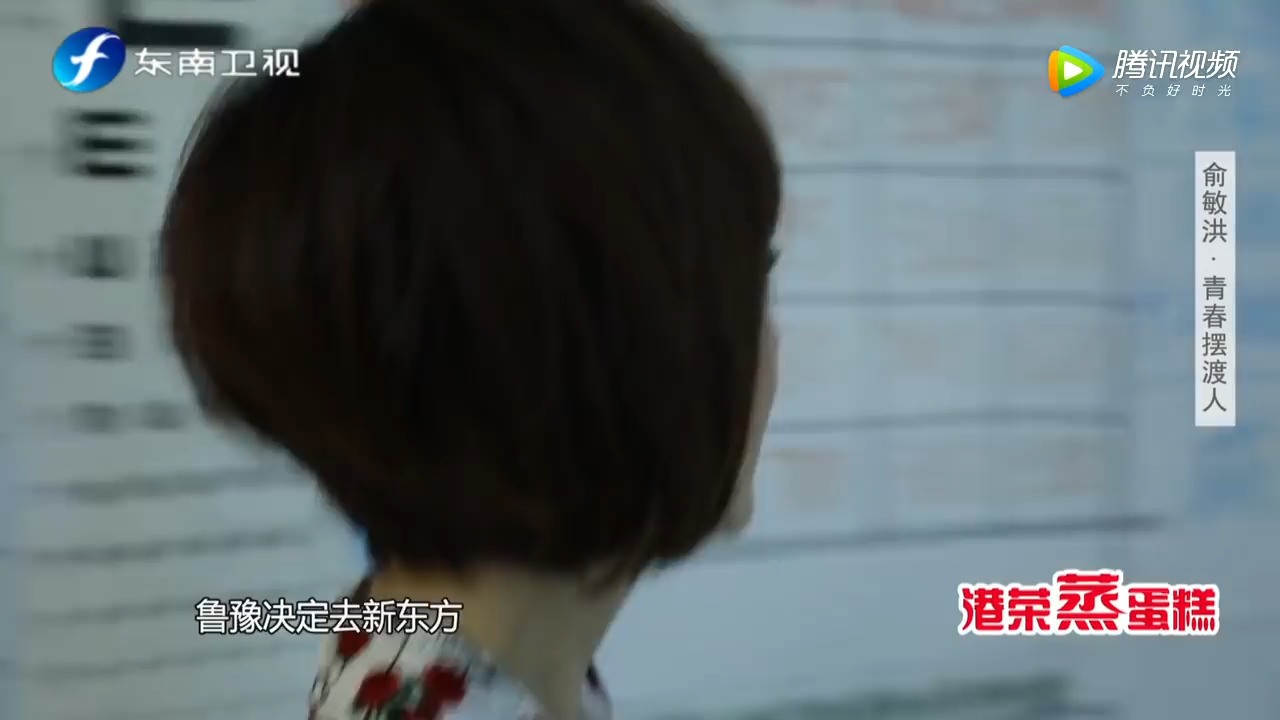 东南卫视
腾讯视频
不负好时光
俞敏洪·青春摆渡人
鲁豫决定去新东方
港荣蒸蛋糕